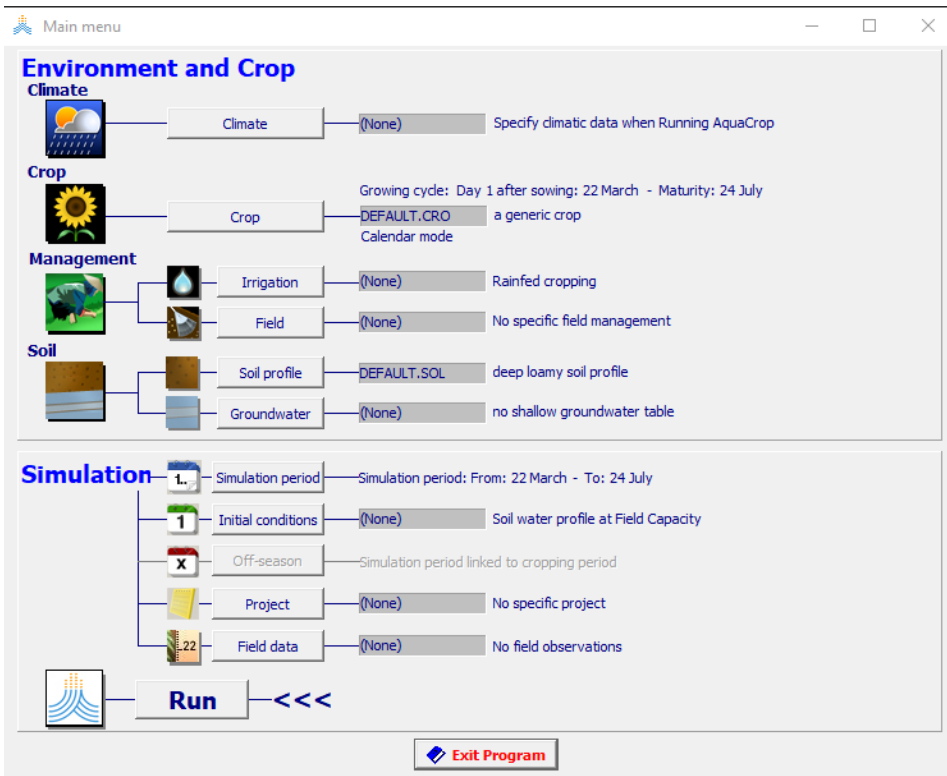 Main menu
Environment and Crop
Climate
Climate (None) Specify climatic data when Running AquaCrop
Crop
Growing cycle: Day 1 after sowing: 22 March - Maturity: 24 July
Crop DEFAULT.CRO a generic crop
Calendar mode
Management
Irrigation (None) Rainfed cropping
Field (None) No specific field management
Soil
Soil profile DEFAULT.SOL deep loamy soil profile
Groundwater (None) no shallow groundwater table
Simulation
1.. Simulation period Simulation period: From: 22 March - To: 24 July
1 Initial conditions (None) Soil water profile at Field Capacity
X Off-season Simulation period linked to cropping period
Project (None) No specific project
.22 Field data (None) No field observations
Run <<<
Exit Program